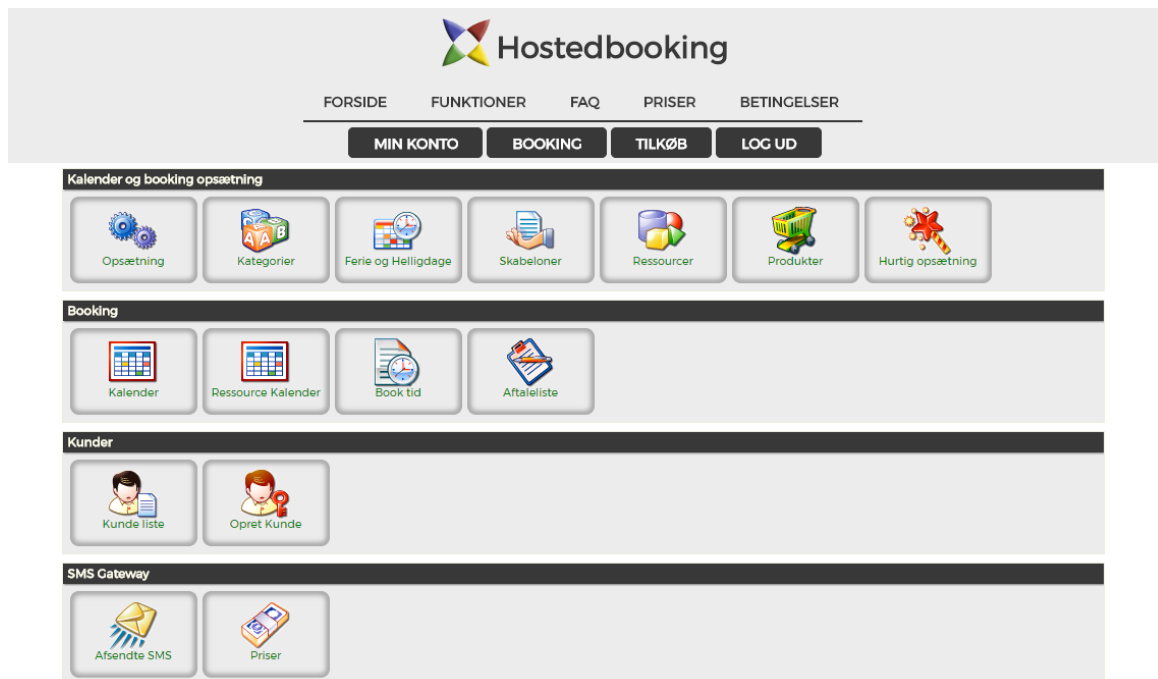 Hostedbooking
FORSIDE FUNKTIONER FAQ PRISER BETINGELSER
MIN KONTO BOOKING TILKØB LOG UD
Kalender og booking opsætning
Opsætning Kategorier Ferie og Helligdage Skabeloner Ressourcer Produkter Hurtig opsætning
Booking
Kalender Ressource Kalender Book tid Aftaleliste
Kunder
Kunde liste Opret Kunde
SMS Gateway
Afsendte SMS Priser